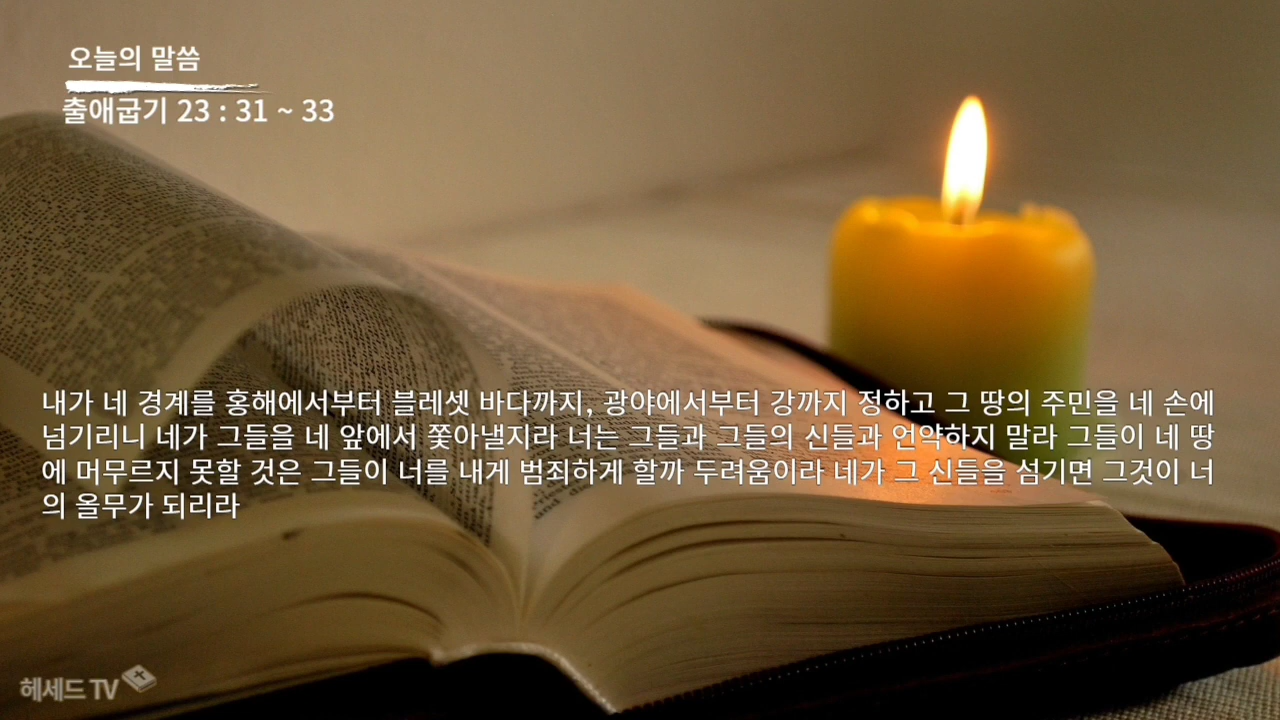 오늘의 말씀
출애굽기 23 : 31 ~ 33
내가 네 경계를 홍해에서부터 블레셋 바다까지, 광야에서부터 강까지 정하고 그 땅의 주민을 네 손에
넘기리니 네가 그들을 네 앞에서 쫓아낼지라 너는 그들과 그들의 신들과 언약하지 말라 그들이 네 땅
에 머무르지 못할 것은 그들이 너를 내게 범죄하게 할까 두려움이라 네가 그 신들을 섬기면 그것이 너
의 올무가 되리라
헤세드 TV